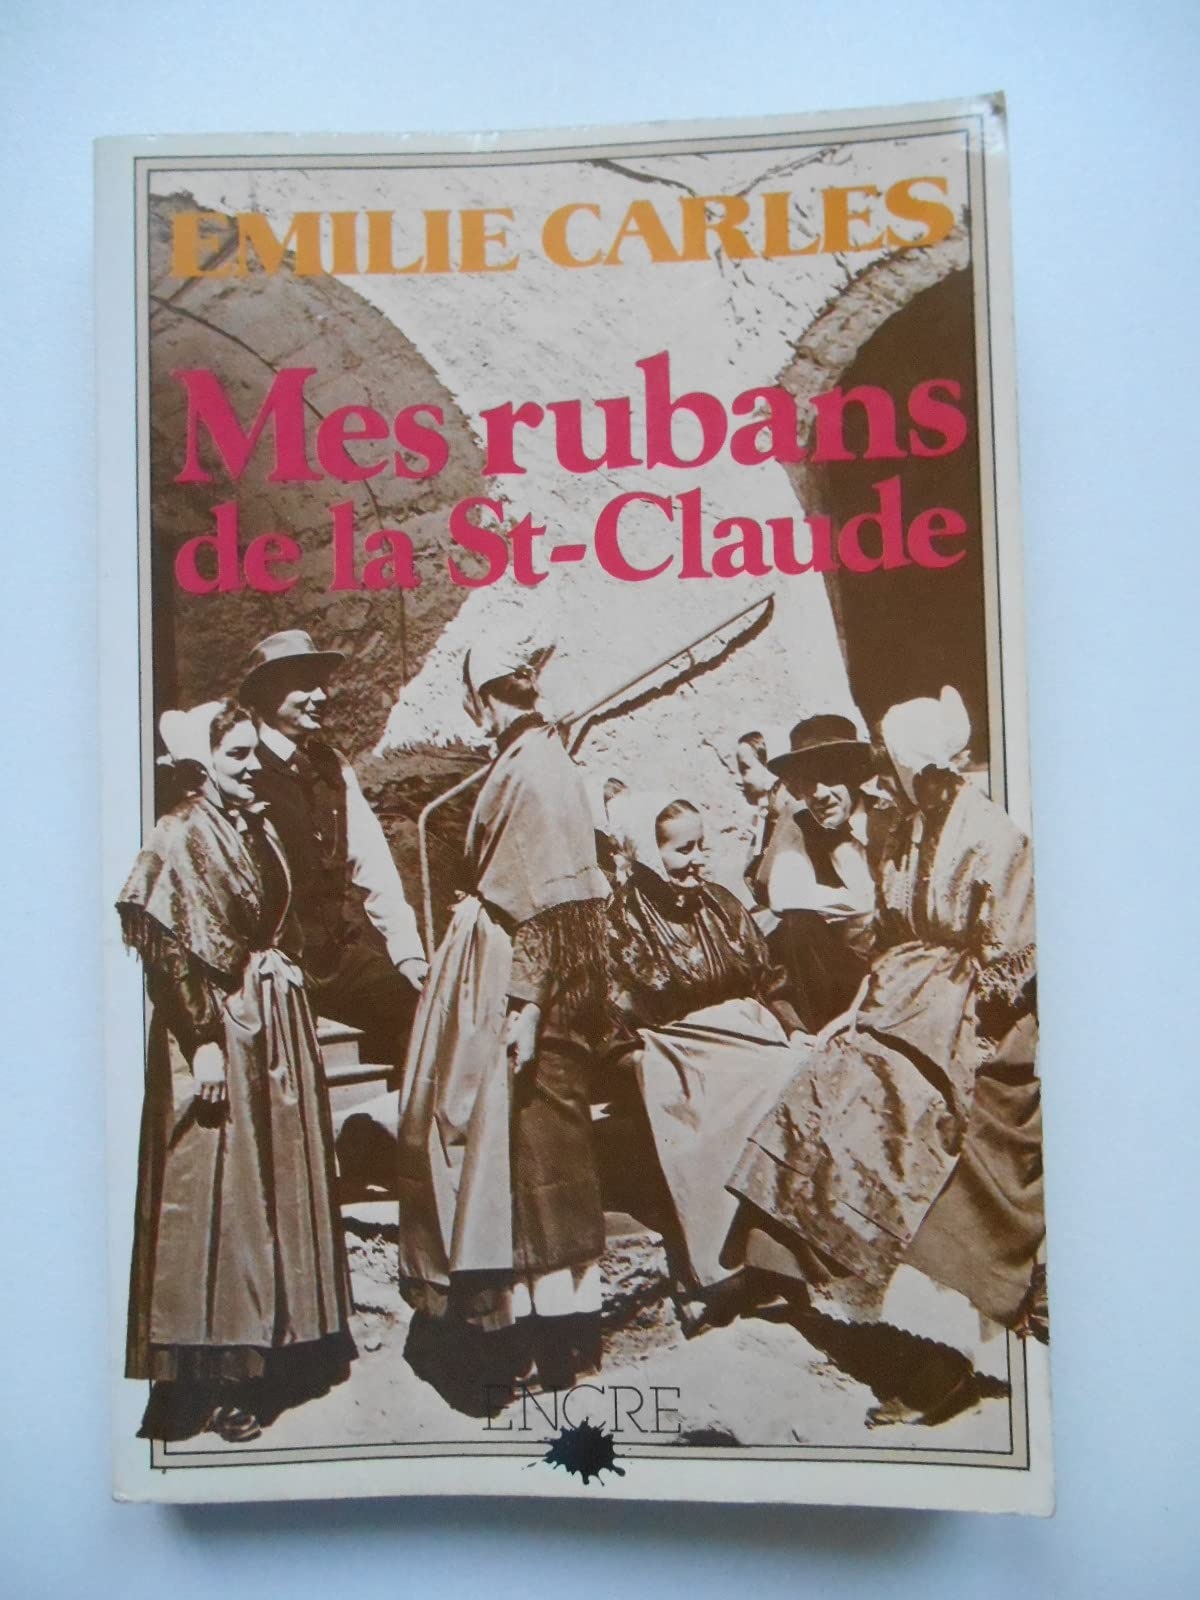 EMILIE CARLES
Mes rubans
de la St-Claude
ENCRE